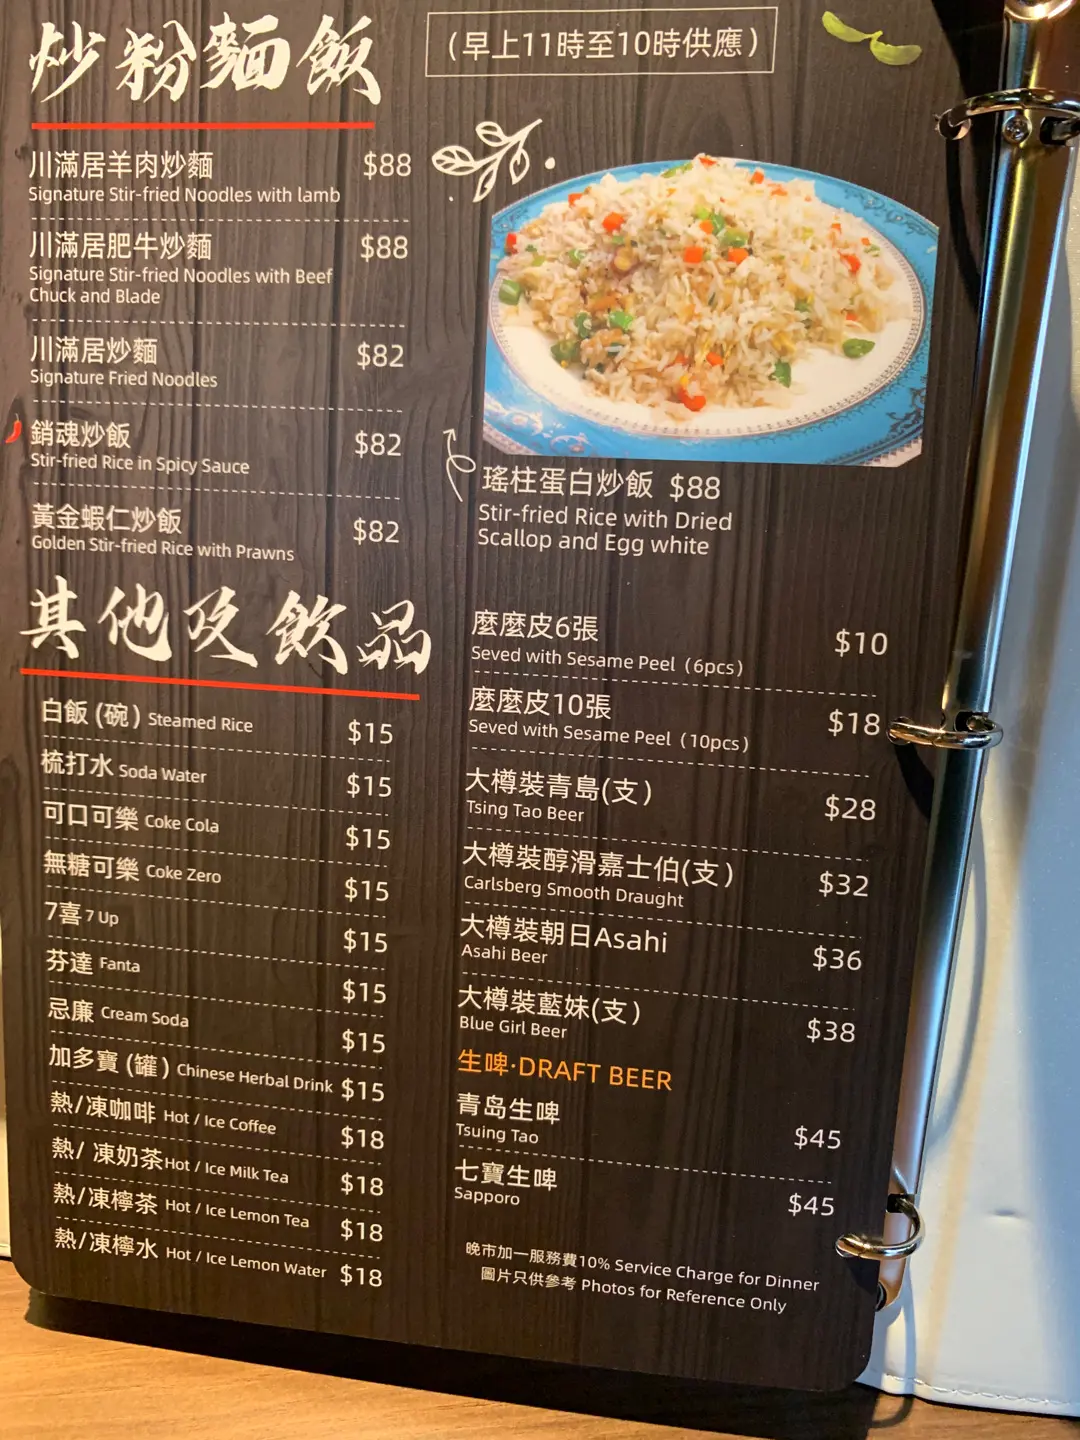 炒粉麵飯
(早上11時至10時供應)
川滿居羊肉炒麵 $88
Signature Stir-fried Noodles with lamb
川滿居肥牛炒麵 $88
Signature Stir-fried Noodles with Beef
Chuck and Blade
川滿居炒麵 $82
Signature Fried Noodles
銷魂炒飯 $82
Stir-fried Rice in Spicy Sauce
黃金蝦仁炒飯 $82
Golden Stir-fried Rice with Prawns
瑤柱蛋白炒飯 $88
Stir-fried Rice with Dried
Scallop and Egg white
其他及飲品
白飯(碗) Steamed Rice $15
梳打水 Soda Water $15
可口可樂 Coke Cola $15
無糖可樂 Coke Zero $15
7喜 7 Up $15
芬達 Fanta $15
忌廉 Cream Soda $15
加多寶(罐) Chinese Herbal Drink $15
熱/凍咖啡 Hot / Ice Coffee $18
熱/ 凍奶茶 Hot / Ice Milk Tea $18
熱/凍檸茶 Hot / Ice Lemon Tea $18
熱/凍檸水 Hot / Ice Lemon Water $18
麼麼皮6張 $10
Seved with Sesame Peel (6pcs)
麼麼皮10張 $18
Seved with Sesame Peel (10pcs)
大樽裝青島(支) $28
Tsing Tao Beer
大樽裝醇滑嘉士伯(支) $32
Carlsberg Smooth Draught
大樽裝朝日Asahi $36
Asahi Beer
大樽裝藍妹(支) $38
Blue Girl Beer
生啤·DRAFT BEER
青岛生啤 $45
Tsuing Tao
七寶生啤 $45
Sapporo
晚市加一服務費10% Service Charge for Dinner
圖片只供參考 Photos for Reference Only